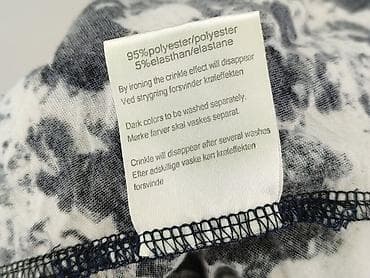 95%polyester/polyester
5%elasthan/elastane
By ironing the crinkle effect will disappear
Ved strygning forsvinder krøleffekten
Dark colors to be washed separately.
Mørke farver skal vaskes separat.
Crinkle will disappear after several washes
Efter adskillige vaske kan krøleffekten
forsvinde